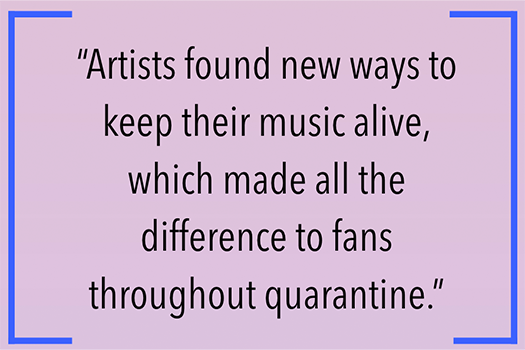 “Artists found new ways to
keep their music alive,
which made all the
difference to fans
throughout quarantine.”